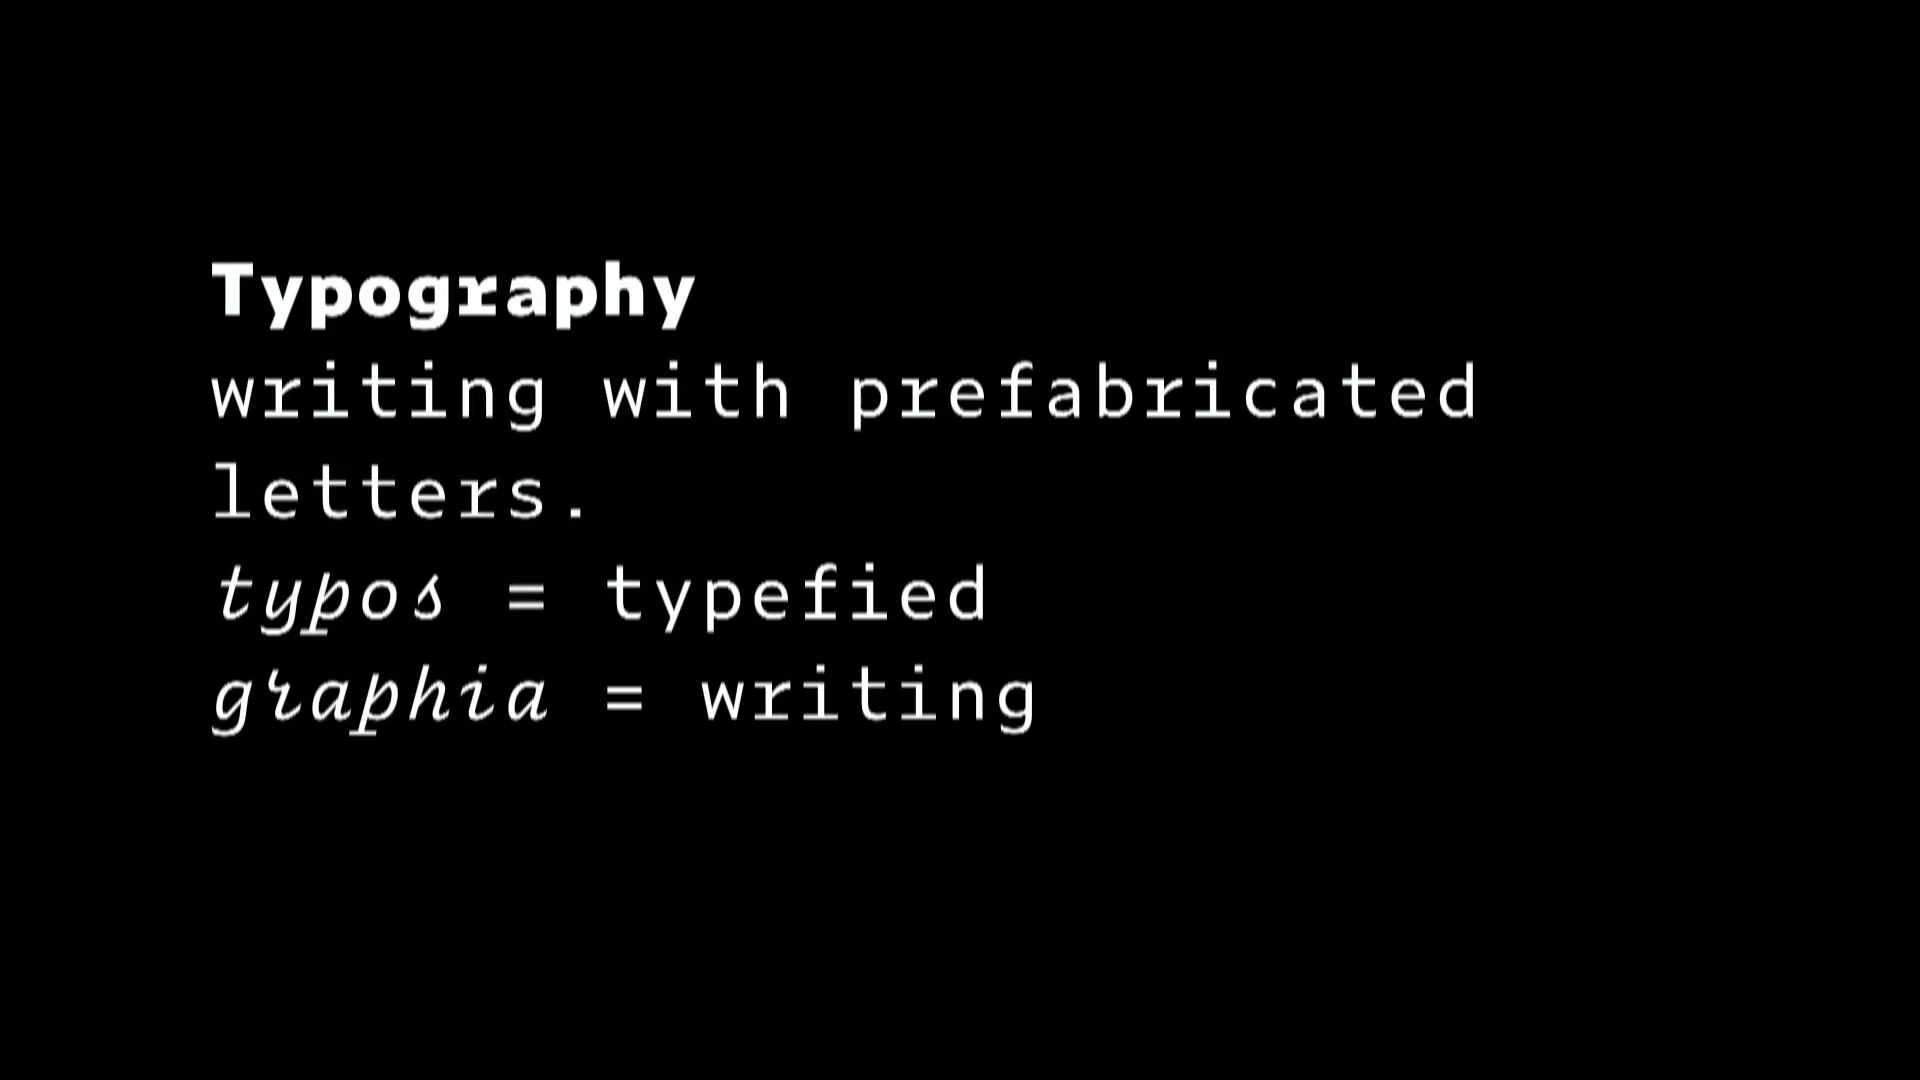 Typography
writing with prefabricated
letters.
typos = typefied
graphia = writing